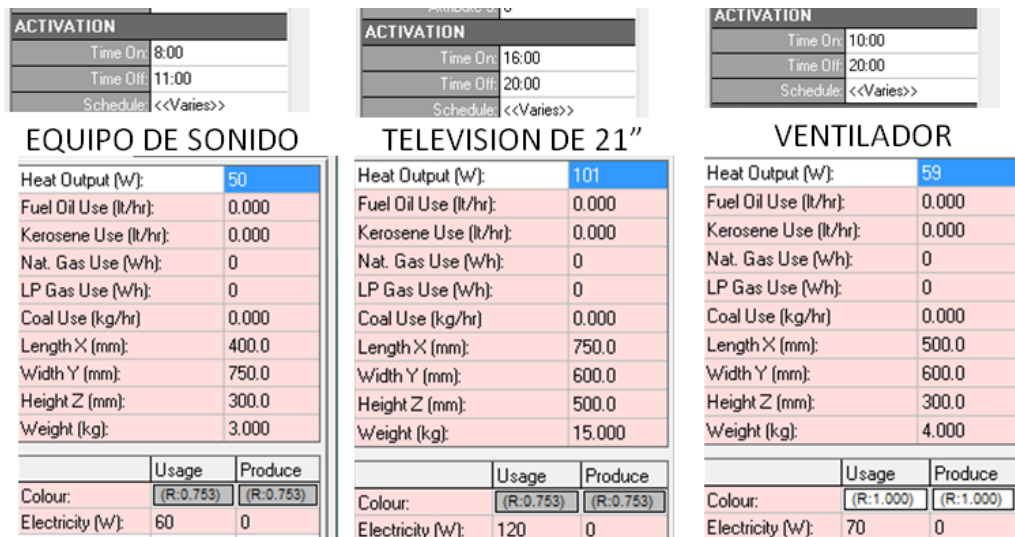 ACTIVATION
Time On: 8:00
Time Off: 11:00
Schedule: <<Varies>>
EQUIPO DE SONIDO
Heat Output (W): 50
Fuel Oil Use (lt/hr): 0.000
Kerosene Use (lt/hr): 0.000
Nat. Gas Use (Wh): 0
LP Gas Use (Wh): 0
Coal Use (kg/hr) 0.000
Length X (mm): 400.0
Width Y (mm): 750.0
Height Z (mm): 300.0
Weight (kg): 3.000
Usage Produce
Colour: (R:0.753) (R:0.753)
Electricity (W): 60 0
ACTIVATION
Time On: 16:00
Time Off: 20:00
Schedule: <<Varies>>
TELEVISION DE 21”
Heat Output (W): 101
Fuel Oil Use (lt/hr): 0.000
Kerosene Use (lt/hr): 0.000
Nat. Gas Use (Wh): 0
LP Gas Use (Wh): 0
Coal Use (kg/hr) 0.000
Length X (mm): 750.0
Width Y (mm): 600.0
Height Z (mm): 500.0
Weight (kg): 15.000
Usage Produce
Colour: (R:0.753) (R:0.753)
Electricity (W): 120 0
ACTIVATION
Time On: 10:00
Time Off: 20:00
Schedule: <<Varies>>
VENTILADOR
Heat Output (W): 59
Fuel Oil Use (lt/hr): 0.000
Kerosene Use (lt/hr): 0.000
Nat. Gas Use (Wh): 0
LP Gas Use (Wh): 0
Coal Use (kg/hr) 0.000
Length X (mm): 500.0
Width Y (mm): 600.0
Height Z (mm): 300.0
Weight (kg): 4.000
Usage Produce
Colour: (R:1.000) (R:1.000)
Electricity (W): 70 0